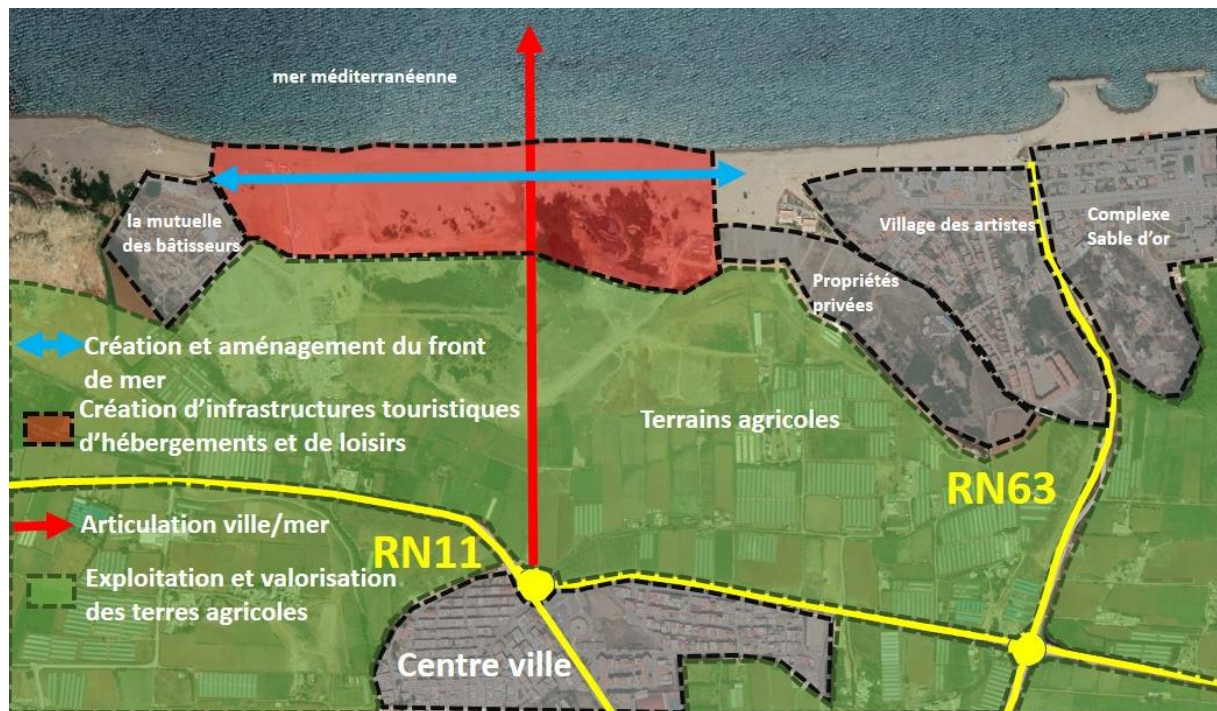 mer méditerranéenne
la mutuelle
des bâtisseurs
Village des artistes
Complexe
Sable d'or
Propriétés
privées
Création et aménagement du front
de mer
Création d'infrastructures touristiques
d'hébergements et de loisirs
Terrains agricoles
RN63
Articulation ville/mer
RN11
Exploitation et valorisation
des terres agricoles
Centre ville